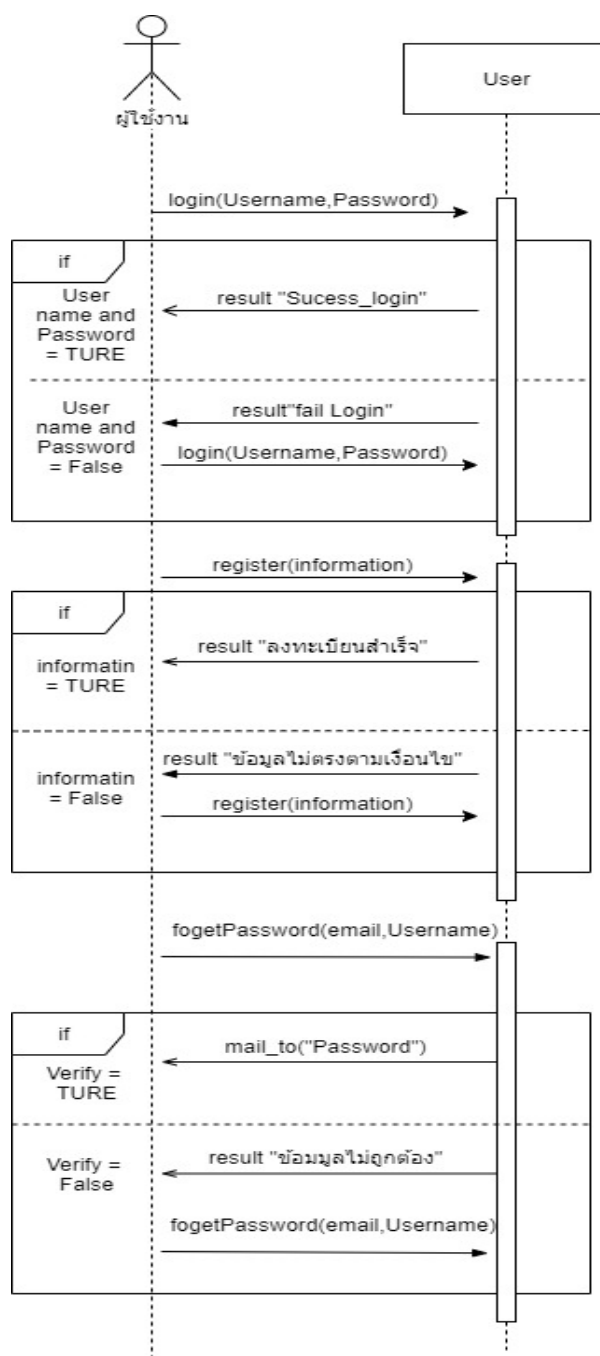 ผู้ใช้งาน
User
login(Username,Password)
if
User
name and
Password
= TURE
result "Sucess_login"
User
name and
Password
= False
result"fail Login"
login(Username,Password)
register(information)
if
informatin
= TURE
result "ลงทะเบียนสำเร็จ"
informatin
= False
result "ข้อมูลไม่ตรงตามเงื่อนไข"
register(information)
fogetPassword(email,Username)
if
Verify =
TURE
mail_to("Password")
Verify =
False
result "ข้อมมูลไม่ถูกต้อง"
fogetPassword(email,Username)